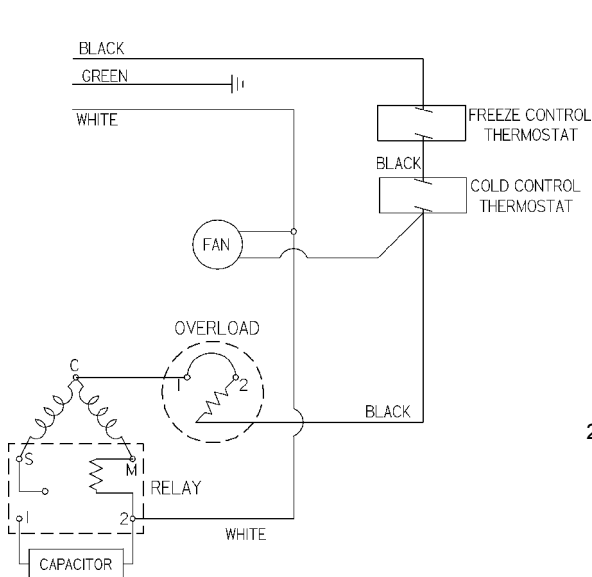 BLACK
GREEN
WHITE
FREEZE CONTROL
THERMOSTAT
BLACK
COLD CONTROL
THERMOSTAT
FAN
OVERLOAD
C
1
2
BLACK
2
S
M
RELAY
1
2
WHITE
CAPACITOR